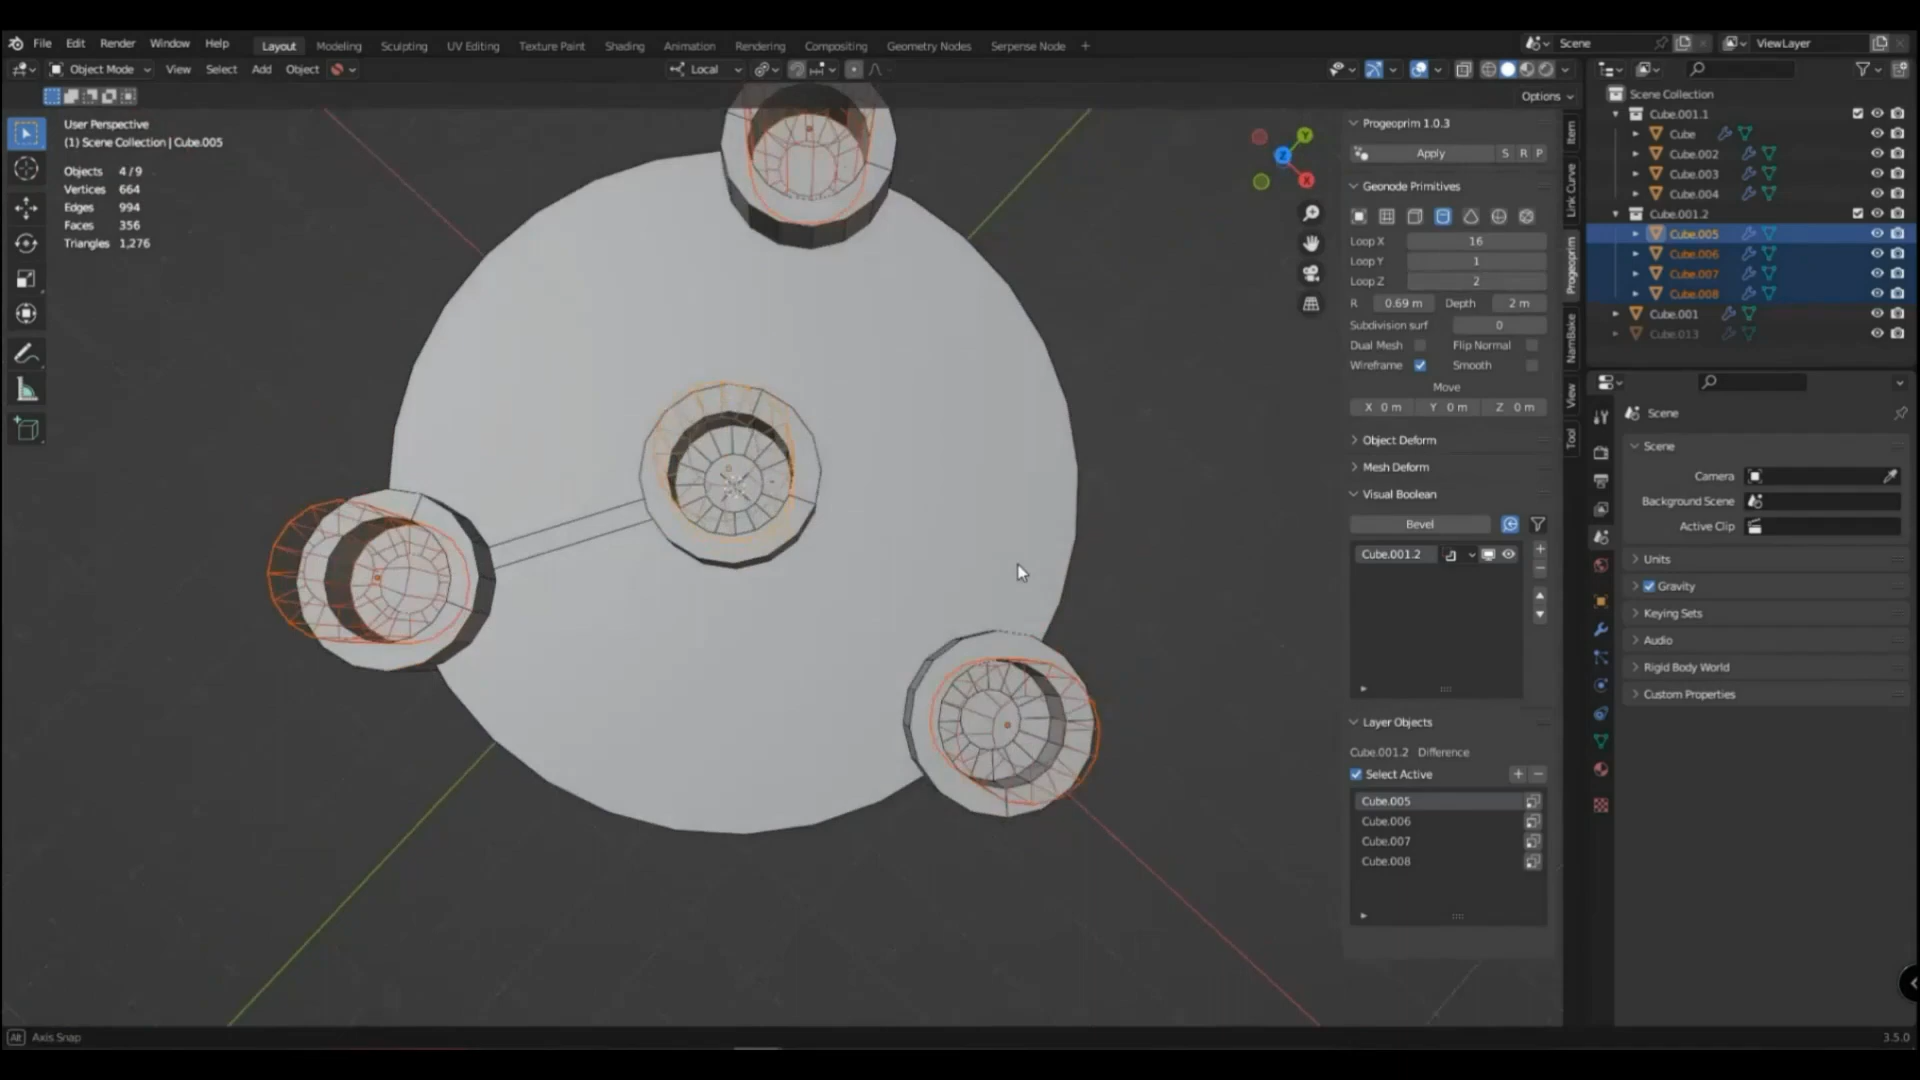 File Edit Render Window Help Layout Modeling Sculpting UV Editing Texture Paint Shading Animation Rendering Compositing Geometry Nodes Serpense Node + Scene ViewLayer
Object Mode View Select Add Object Local
Options
User Perspective
(1) Scene Collection | Cube.005
Objects 4/9
Vertices 664
Edges 994
Faces 356
Triangles 1,276
Y
Z
X
Progeoprim 1.0.3
Apply S R P
Geonode Primitives
Loop X 16
Loop Y 1
Loop Z 2
R 0.69 m Depth 2 m
Subdivision surf 0
Dual Mesh Flip Normal
Wireframe Smooth
Move
X 0 m Y 0 m Z 0 m
Object Deform
Mesh Deform
Visual Boolean
Bevel
Cube.001.2
Layer Objects
Cube.001.2 Difference
Select Active
Cube.005
Cube.006
Cube.007
Cube.008
Item
Link Curve
Progeoprim
NamBake
View
Tool
Scene Collection
Cube.001.1
Cube
Cube.002
Cube.003
Cube.004
Cube.001.2
Cube.005
Cube.006
Cube.007
Cube.008
Cube.001
Cube.013
Scene
Scene
Camera
Background Scene
Active Clip
Units
Gravity
Keying Sets
Audio
Rigid Body World
Custom Properties
Alt Axis Snap
3.5.0